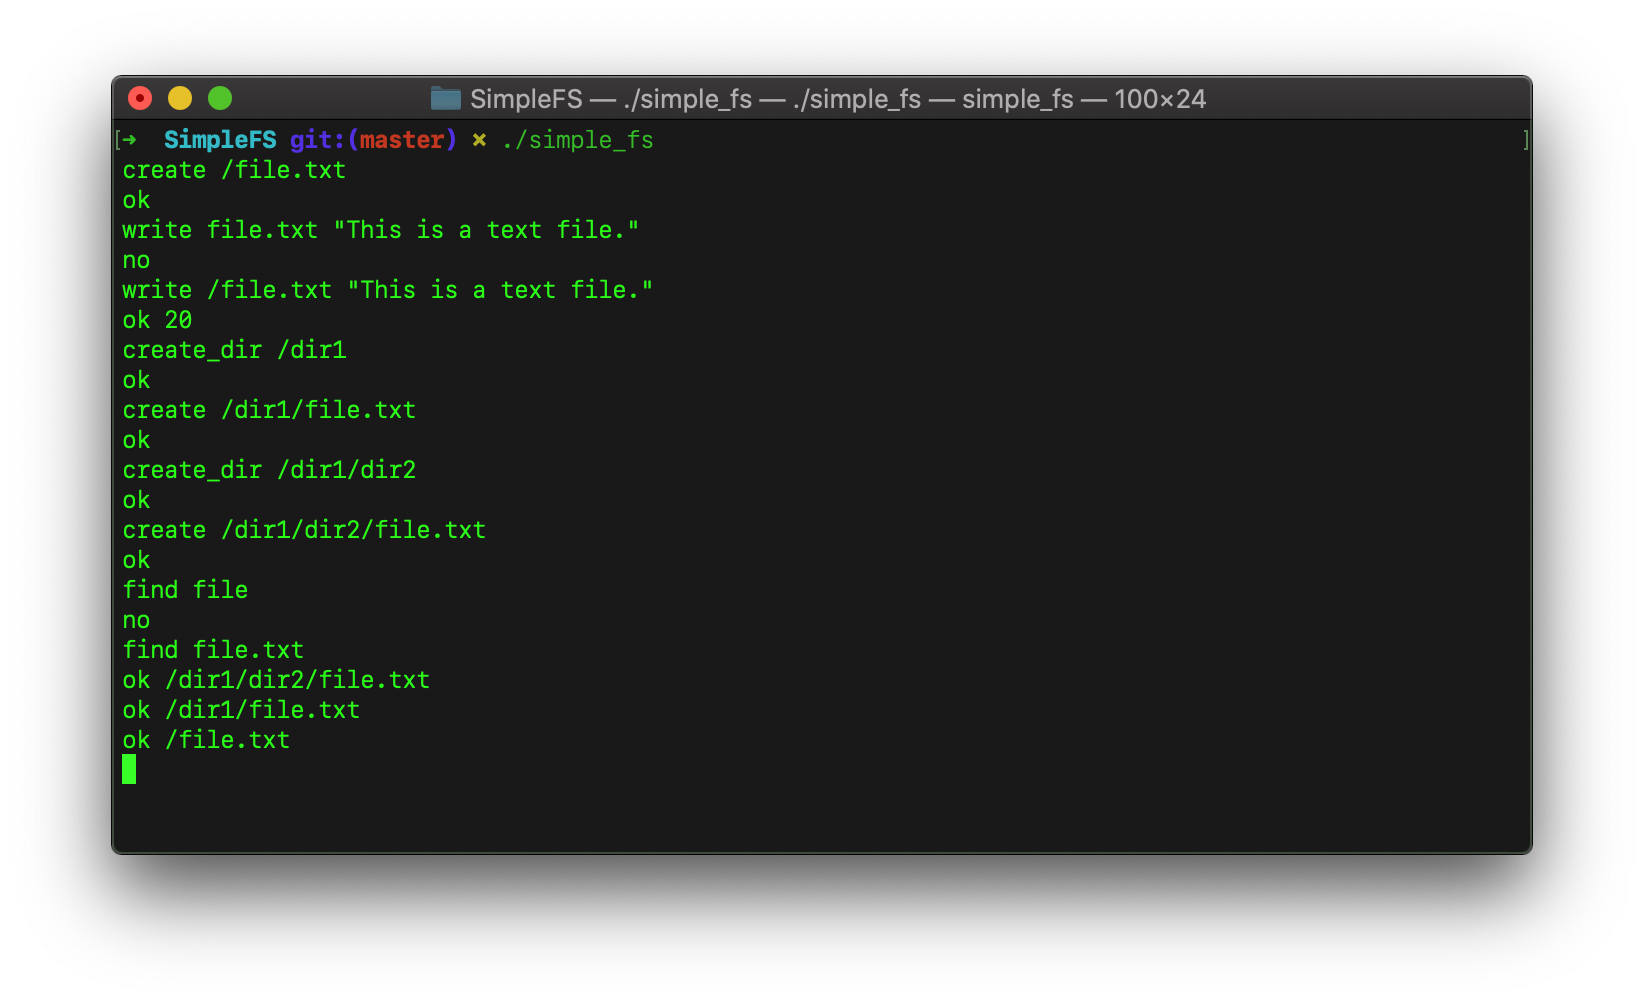 SimpleFS — ./simple_fs — ./simple_fs — simple_fs — 100×24
[➜  SimpleFS git:(master) ✗ ./simple_fs ]
create /file.txt
ok
write file.txt "This is a text file."
no
write /file.txt "This is a text file."
ok 20
create_dir /dir1
ok
create /dir1/file.txt
ok
create_dir /dir1/dir2
ok
create /dir1/dir2/file.txt
ok
find file
no
find file.txt
ok /dir1/dir2/file.txt
ok /dir1/file.txt
ok /file.txt